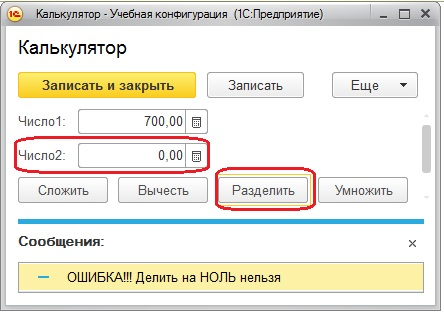 1С Калькулятор - Учебная конфигурация (1С:Предприятие)
Калькулятор
Записать и закрыть Записать Еще
Число1: 700,00
Число2: 0,00
Сложить Вычесть Разделить Умножить
Сообщения:
ОШИБКА!!! Делить на НОЛЬ нельзя